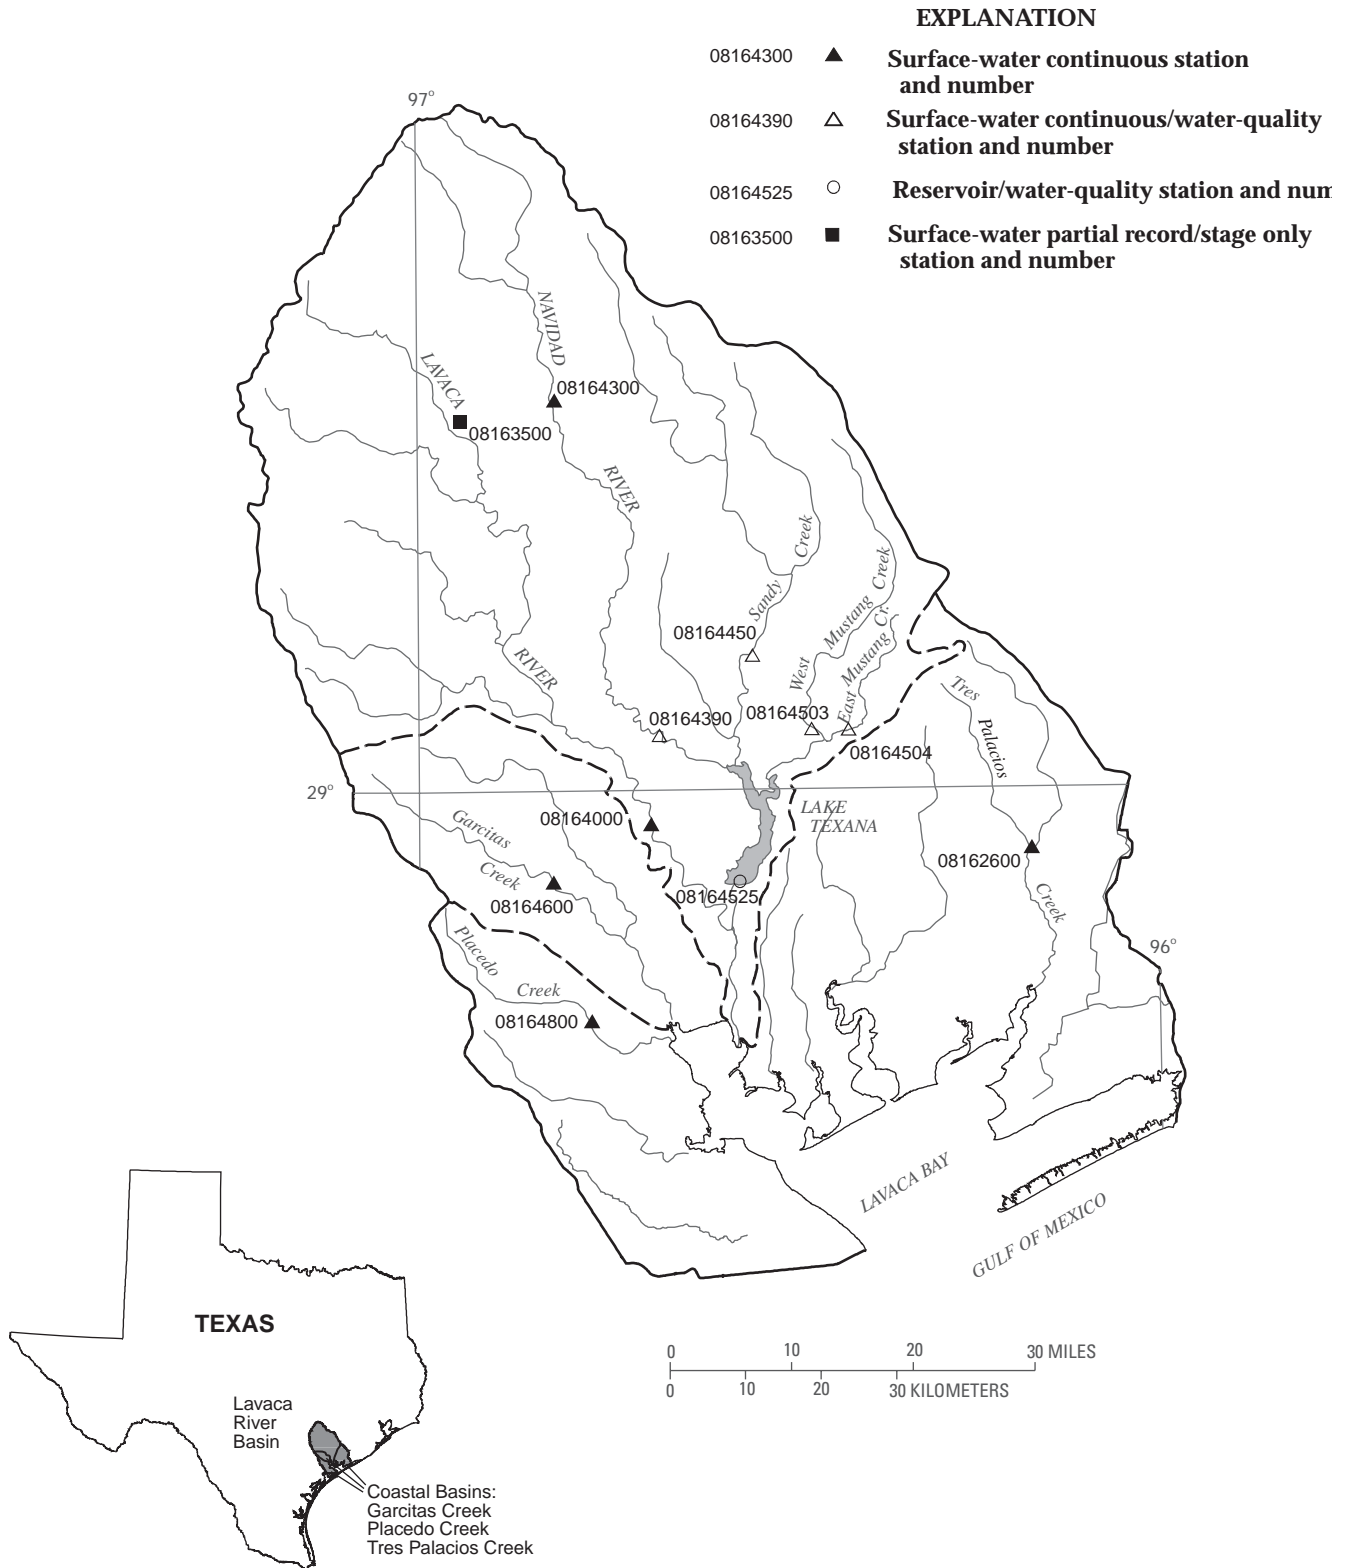 EXPLANATION
08164300 Surface-water continuous station
and number
08164390 Surface-water continuous/water-quality
station and number
08164525 Reservoir/water-quality station and num
08163500 Surface-water partial record/stage only
station and number
97°
NAVIDAD
LAVACA
08164300
08163500
RIVER
Creek
Sandy
West Mustang Creek
East Mustang Cr.
08164450
RIVER
08164390
08164503
08164504
Tres
Palacios
29°
LAKE
TEXANA
08164000
Garcitas
Creek
08162600
08164600
08164525
Creek
Placedo
Creek
96°
08164800
LAVACA BAY
GULF OF MEXICO
TEXAS
Lavaca
River
Basin
Coastal Basins:
Garcitas Creek
Placedo Creek
Tres Palacios Creek
0 10 20 30 MILES
0 10 20 30 KILOMETERS